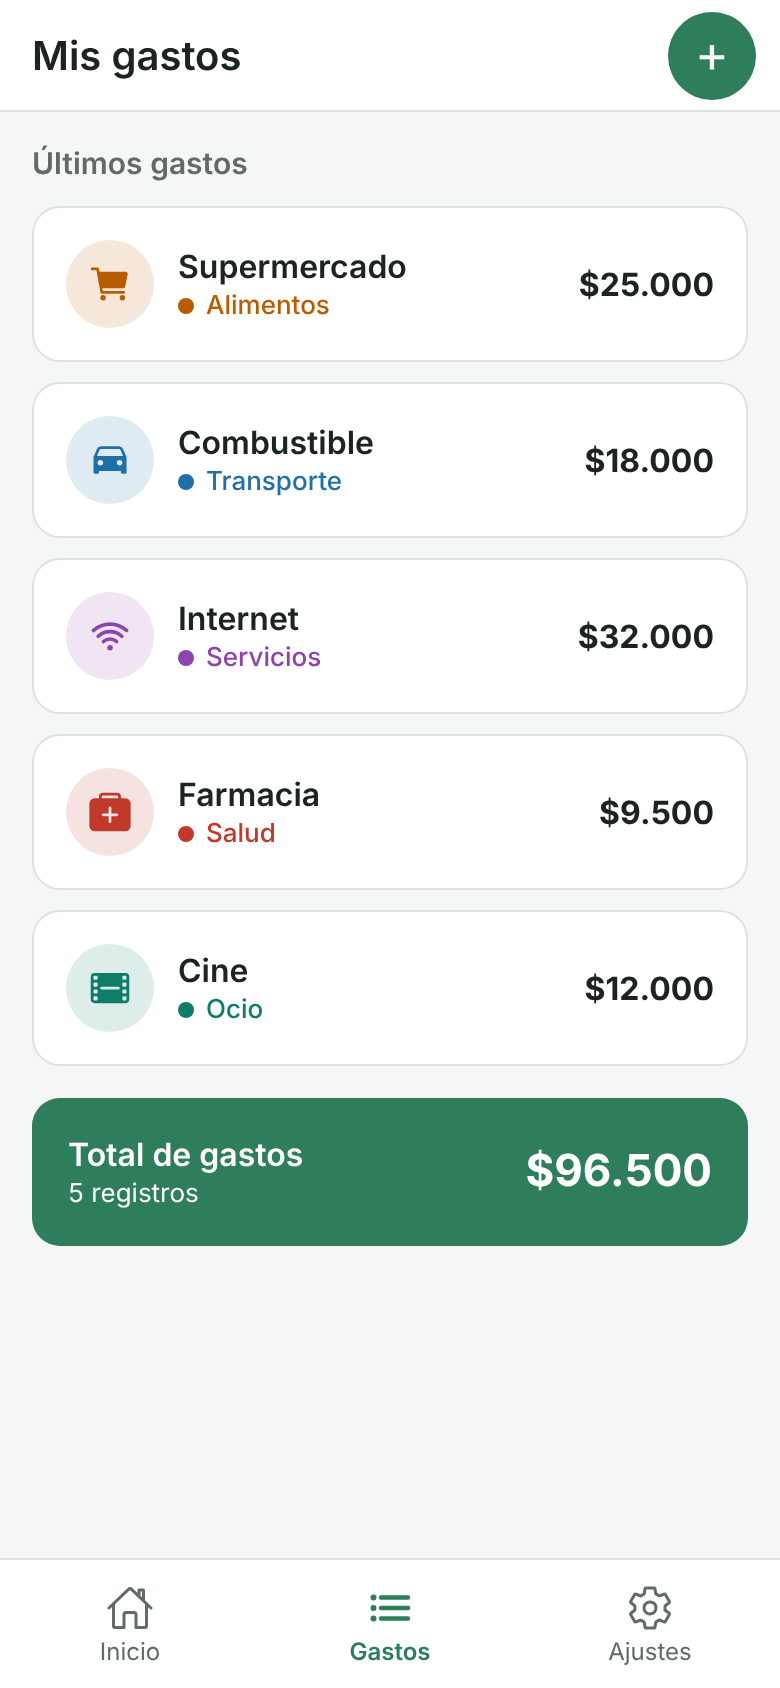 Mis gastos
+
Últimos gastos
Supermercado
Alimentos
$25.000
Combustible
Transporte
$18.000
Internet
Servicios
$32.000
Farmacia
Salud
$9.500
Cine
Ocio
$12.000
Total de gastos
5 registros
$96.500
Inicio
Gastos
Ajustes